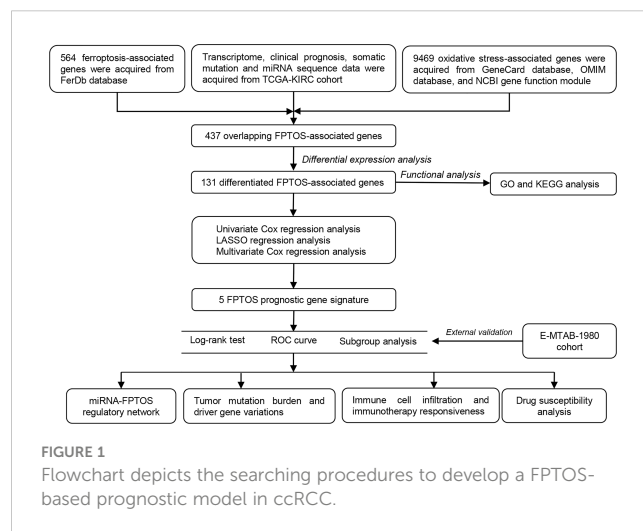 564 ferroptosis-associated
genes were acquired from
FerDb database
Transcriptome, clinical prognosis, somatic
mutation and miRNA sequence data were
acquired from TCGA-KIRC cohort
9469 oxidative stress-associated genes were
acquired from GeneCard database, OMIM
database, and NCBI gene function module
437 overlapping FPTOS-associated genes
Differential expression analysis
131 differentiated FPTOS-associated genes
Functional analysis
GO and KEGG analysis
Univariate Cox regression analysis
LASSO regression analysis
Multivariate Cox regression analysis
5 FPTOS prognostic gene signature
Log-rank test ROC curve Subgroup analysis
External validation
E-MTAB-1980
cohort
miRNA-FPTOS
regulatory network
Tumor mutation burden and
driver gene variations
Immune cell infiltration and
immunotherapy responsiveness
Drug susceptibility
analysis
FIGURE 1
Flowchart depicts the searching procedures to develop a FPTOS-
based prognostic model in ccRCC.